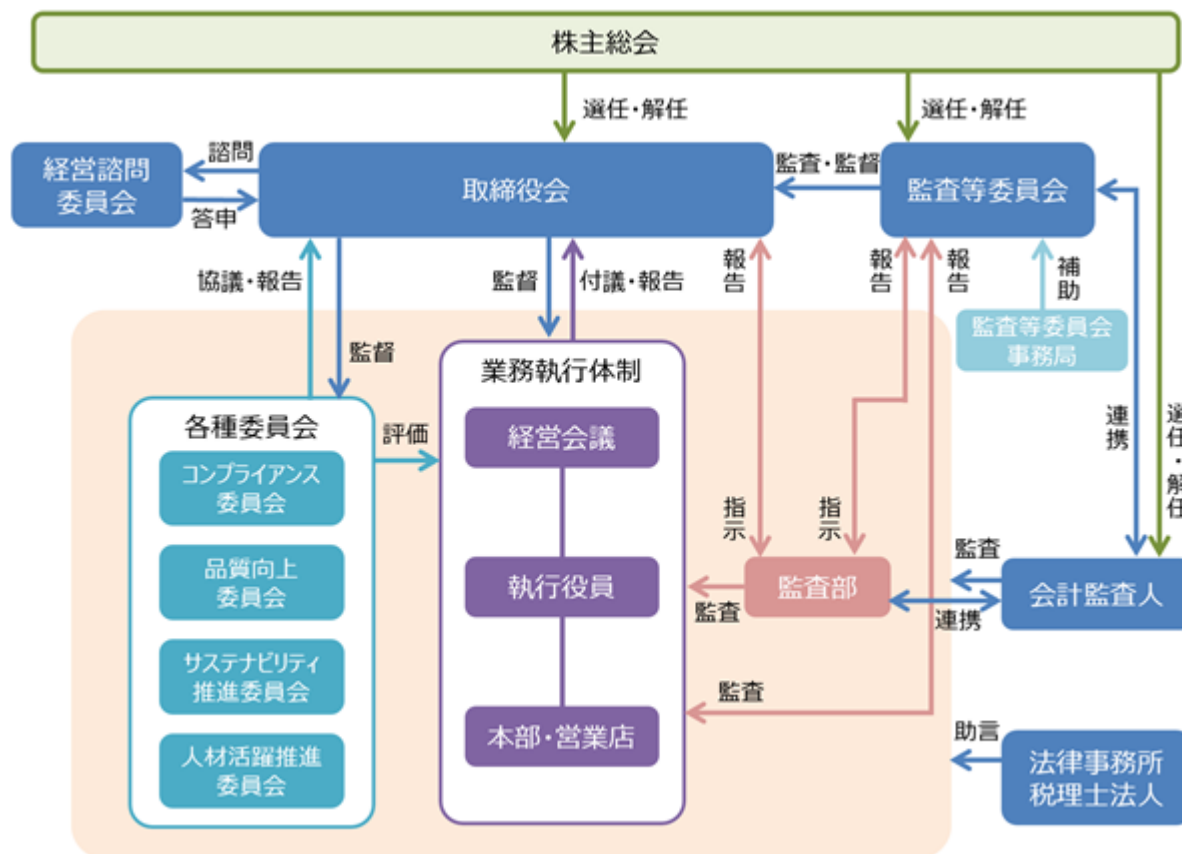 株主総会
選任・解任
選任・解任
経営諮問
委員会
諮問
答申
取締役会
監査・監督
監査等委員会
協議・報告
監督
監督
付議・報告
報告
報告
報告
補助
監査等委員会
事務局
連携
選任・解任
各種委員会
コンプライアンス
委員会
品質向上
委員会
サステナビリティ
推進委員会
人材活躍推進
委員会
評価
業務執行体制
経営会議
執行役員
本部・営業店
指示
指示
監査
監査部
連携
監査
会計監査人
監査
助言
法律事務所
税理士法人